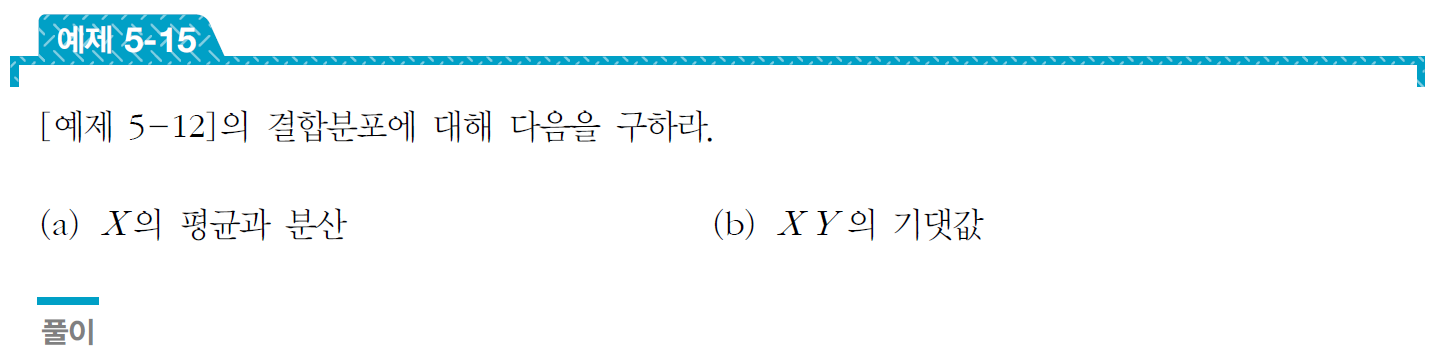 예제 5-15
[예제 5-12]의 결합분포에 대해 다음을 구하라.
(a) X의 평균과 분산 (b) X Y의 기댓값
풀이